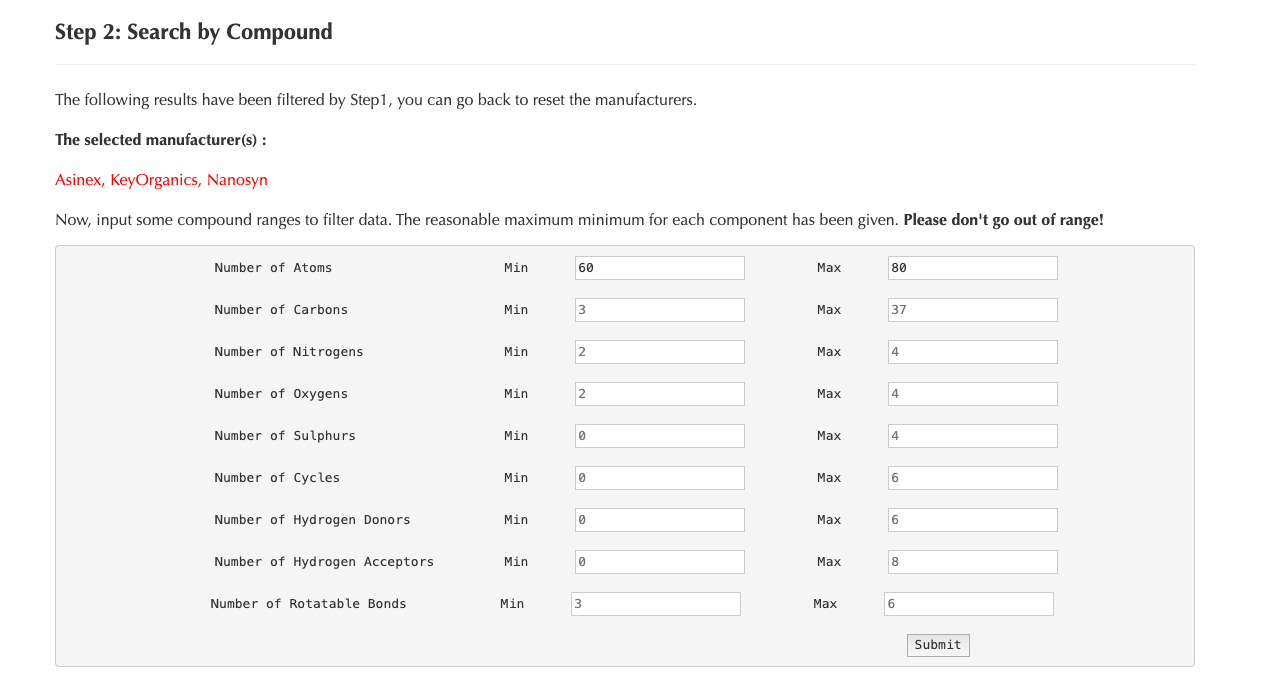 Step 2: Search by Compound
The following results have been filtered by Step1, you can go back to reset the manufacturers.
The selected manufacturer(s) :
Asinex, KeyOrganics, Nanosyn
Now, input some compound ranges to filter data. The reasonable maximum minimum for each component has been given. Please don't go out of range!
Number of Atoms Min 60 Max 80
Number of Carbons Min 3 Max 37
Number of Nitrogens Min 2 Max 4
Number of Oxygens Min 2 Max 4
Number of Sulphurs Min 0 Max 4
Number of Cycles Min 0 Max 6
Number of Hydrogen Donors Min 0 Max 6
Number of Hydrogen Acceptors Min 0 Max 8
Number of Rotatable Bonds Min 3 Max 6
Submit